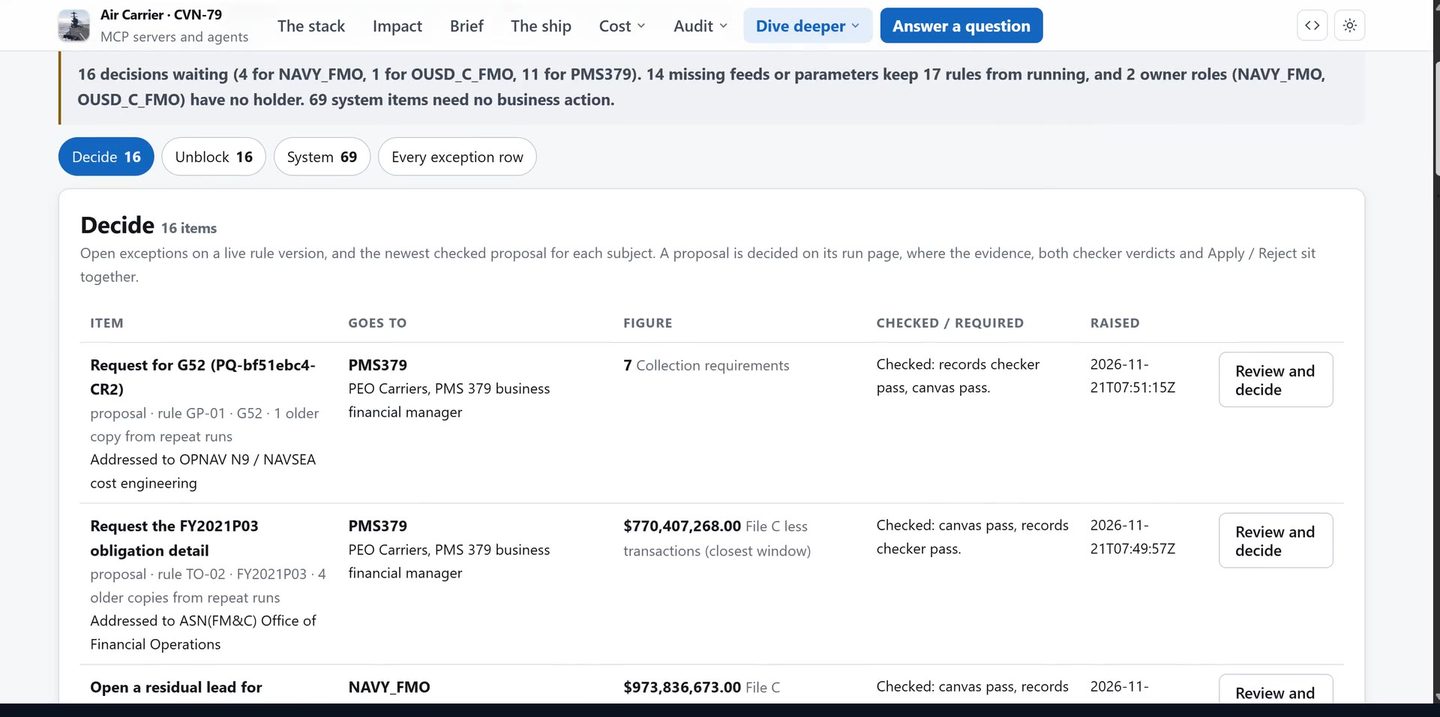 Air Carrier · CVN-79
MCP servers and agents
The stack
Impact
Brief
The ship
Cost
Audit
Dive deeper
Answer a question
16 decisions waiting (4 for NAVY_FMO, 1 for OUSD_C_FMO, 11 for PMS379). 14 missing feeds or parameters keep 17 rules from running, and 2 owner roles (NAVY_FMO,
OUSD_C_FMO) have no holder. 69 system items need no business action.
Decide 16
Unblock 16
System 69
Every exception row
Decide 16 items
Open exceptions on a live rule version, and the newest checked proposal for each subject. A proposal is decided on its run page, where the evidence, both checker verdicts and Apply / Reject sit
together.
ITEM
GOES TO
FIGURE
CHECKED / REQUIRED
RAISED
Request for G52 (PQ-bf51ebc4-
CR2)
proposal · rule GP-01 · G52 · 1 older
copy from repeat runs
Addressed to OPNAV N9 / NAVSEA
cost engineering
PMS379
PEO Carriers, PMS 379 business
financial manager
7 Collection requirements
Checked: records checker
pass, canvas pass.
2026-11-
21T07:51:15Z
Review and
decide
Request the FY2021P03
obligation detail
proposal · rule TO-02 · FY2021P03 · 4
older copies from repeat runs
Addressed to ASN(FM&C) Office of
Financial Operations
PMS379
PEO Carriers, PMS 379 business
financial manager
$770,407,268.00 File C less
transactions (closest window)
Checked: canvas pass, records
checker pass.
2026-11-
21T07:49:57Z
Review and
decide
Open a residual lead for
NAVY_FMO
$973,836,673.00 File C
Checked: canvas pass, records
2026-11-
Review and